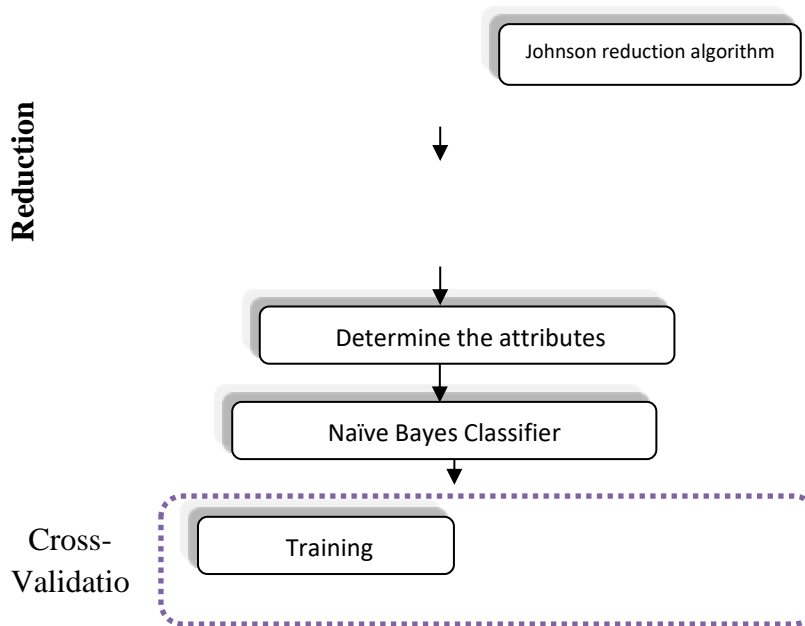 Johnson reduction algorithm
Reduction
Determine the attributes
Naïve Bayes Classifier
Training
Cross-
Validatio